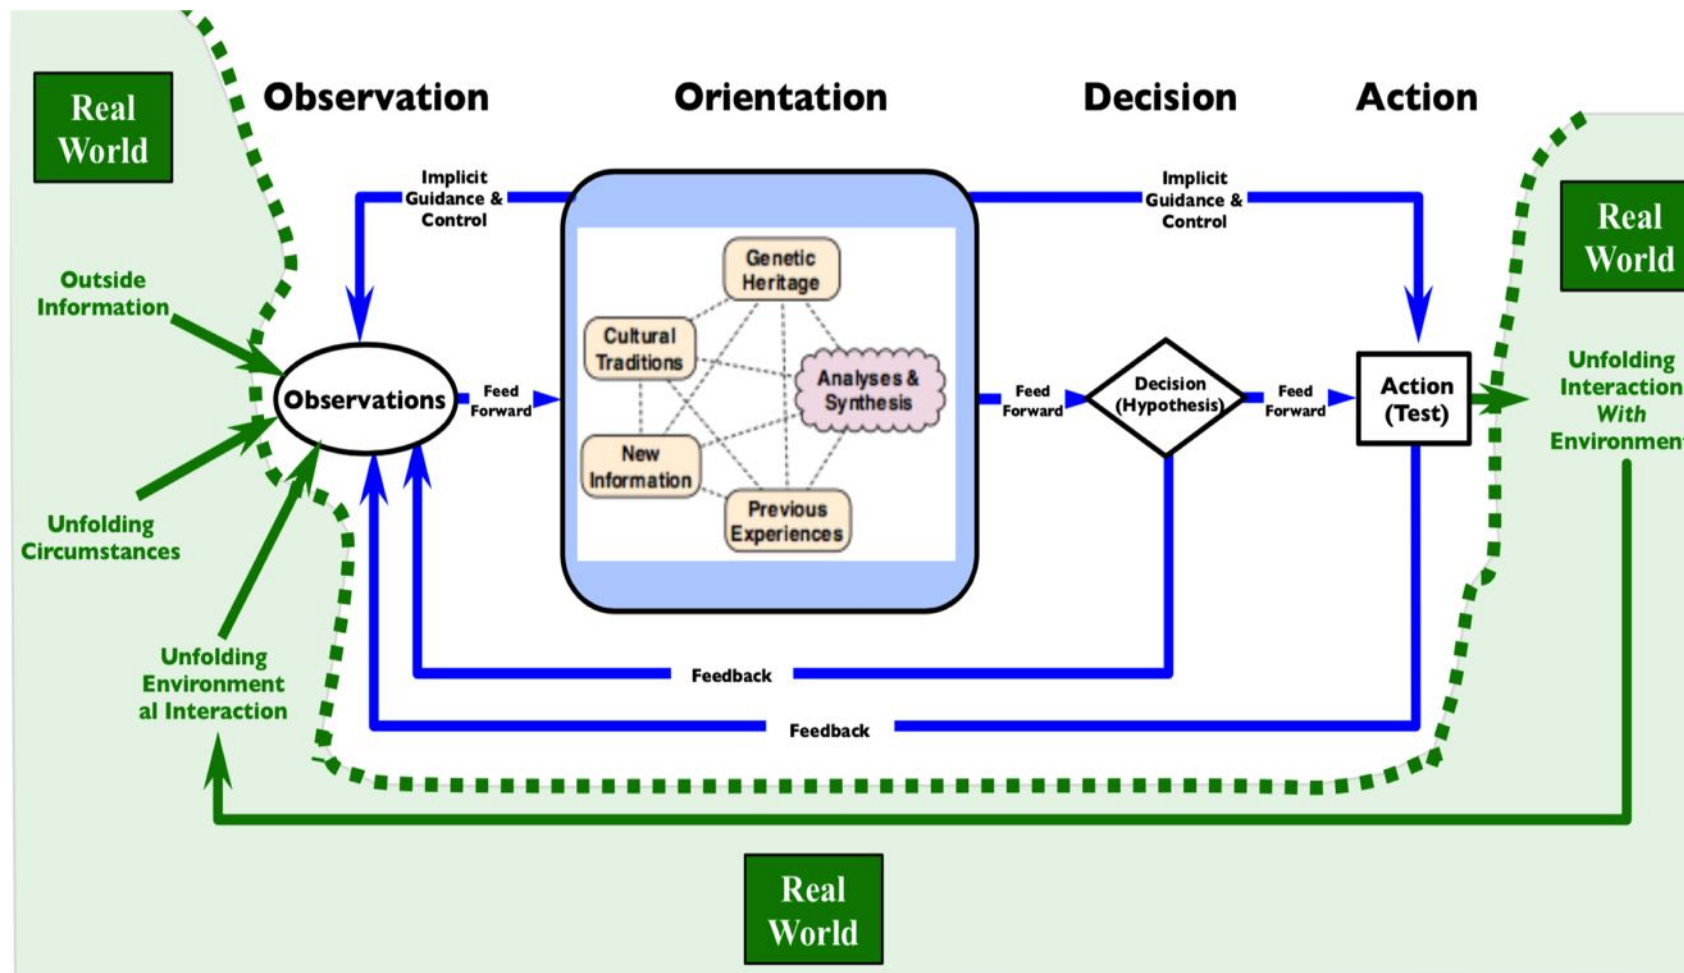 Real
World
Observation
Orientation
Decision
Action
Implicit
Guidance &
Control
Implicit
Guidance &
Control
Real
World
Outside
Information
Genetic
Heritage
Cultural
Traditions
Analyses &
Synthesis
New
Information
Previous
Experiences
Observations
Feed
Forward
Feed
Forward
Decision
(Hypothesis)
Feed
Forward
Action
(Test)
Unfolding
Interaction
With
Environment
Unfolding
Circumstances
Unfolding
Environment
al Interaction
Feedback
Feedback
Real
World